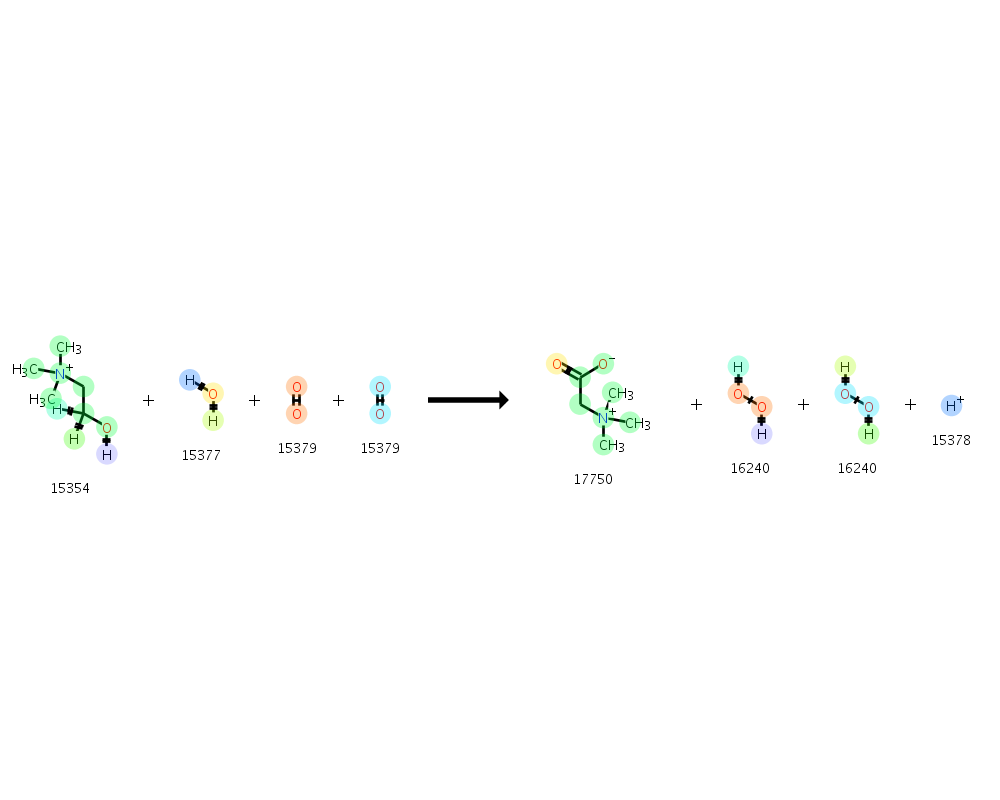 CH3
H3C
N+
H3C
H
H
O
H
15354
+
H
O
H
15377
+
O
O
15379
+
O
O
15379
O
O−
CH3
N+
CH3
CH3
17750
+
H
O
O
H
16240
+
H
O
O
H
16240
+
H+
15378